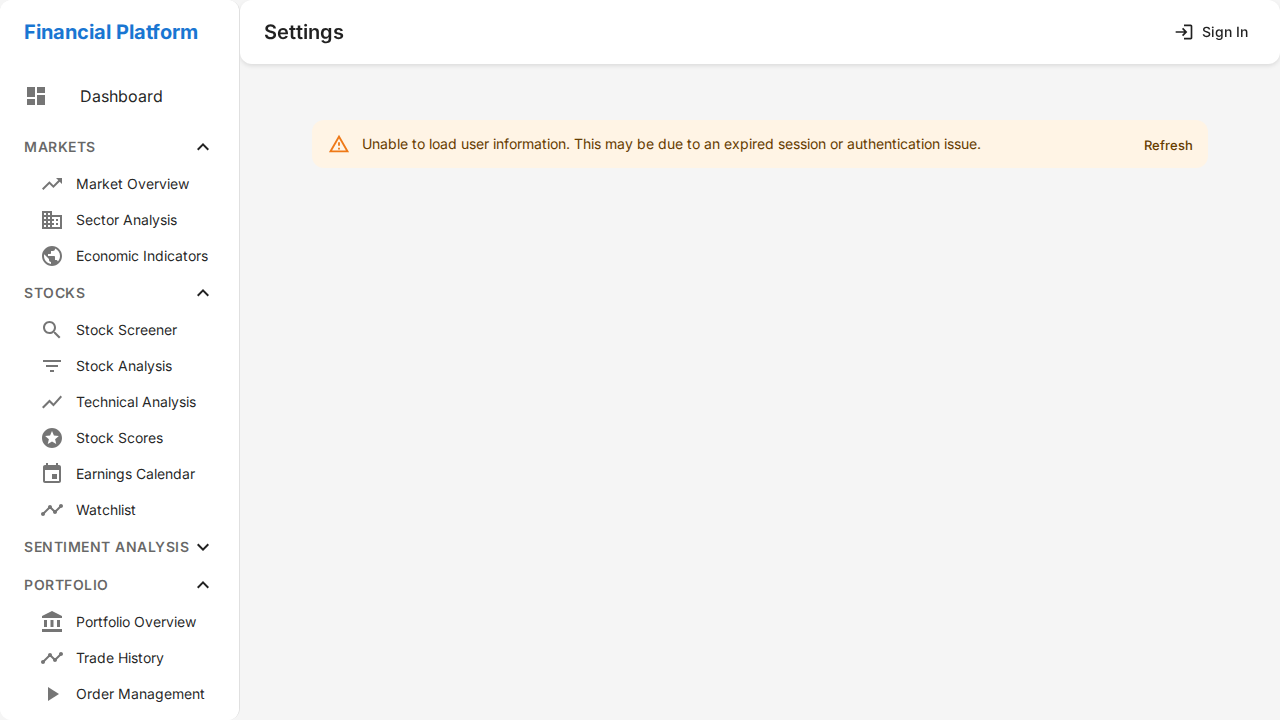 Financial Platform
Settings
Sign In
Dashboard
Unable to load user information. This may be due to an expired session or authentication issue.
Refresh
MARKETS
Market Overview
Sector Analysis
Economic Indicators
STOCKS
Stock Screener
Stock Analysis
Technical Analysis
Stock Scores
Earnings Calendar
Watchlist
SENTIMENT ANALYSIS
PORTFOLIO
Portfolio Overview
Trade History
Order Management